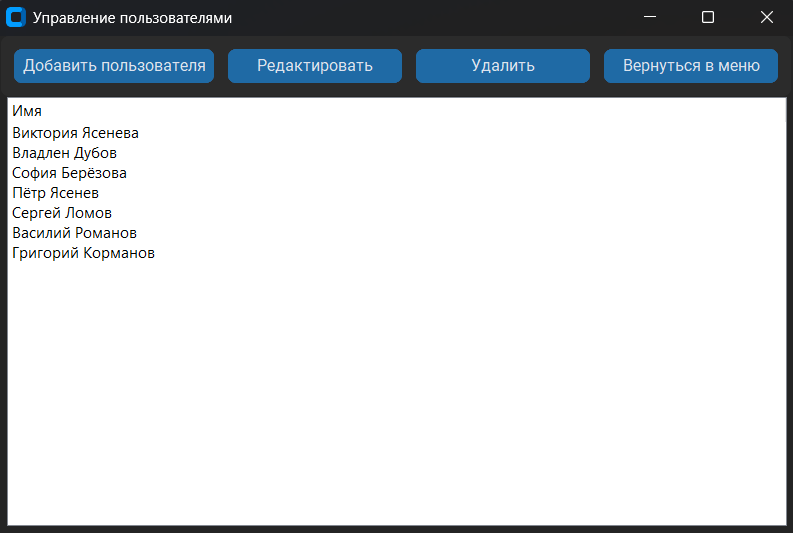 Управление пользователями
Добавить пользователя Редактировать Удалить Вернуться в меню
Имя
Виктория Ясенева
Владлен Дубов
София Берёзова
Пётр Ясенев
Сергей Ломов
Василий Романов
Григорий Корманов